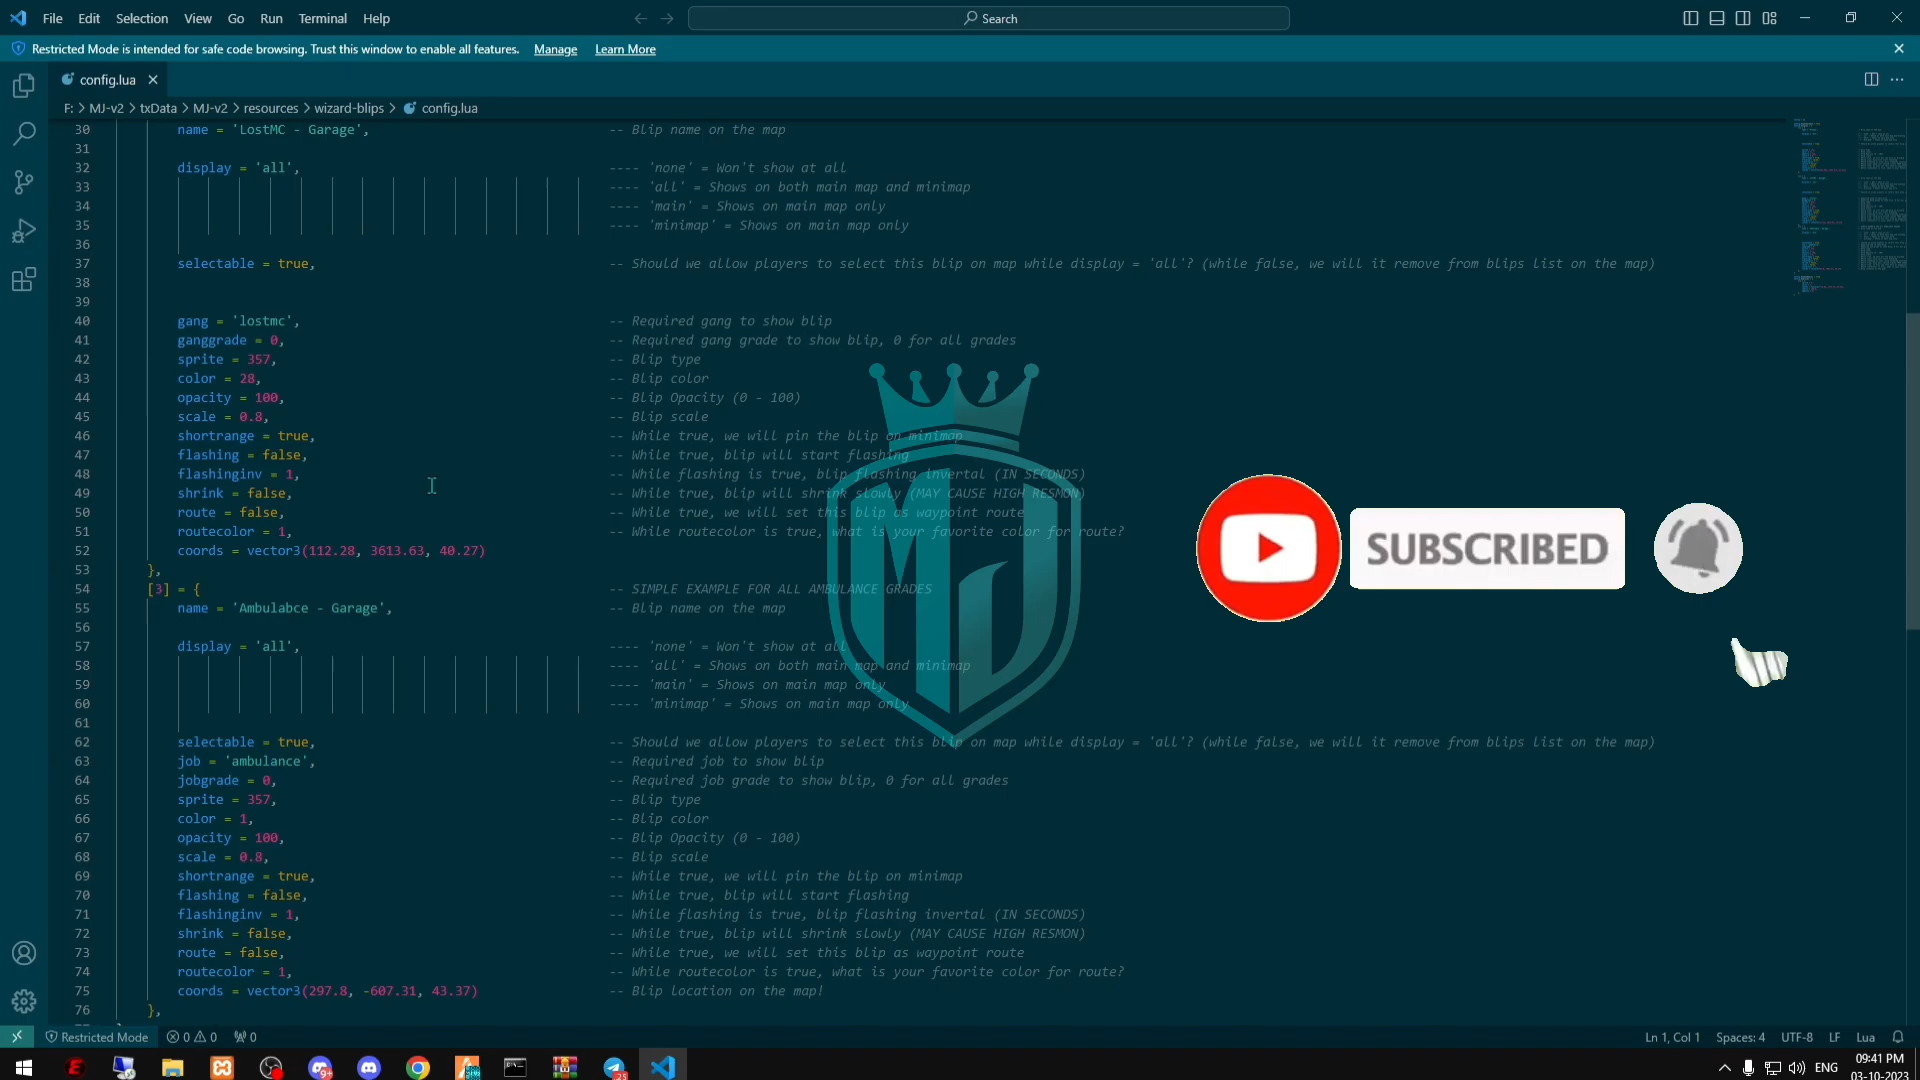 File Edit Selection View Go Run Terminal Help
Search
Restricted Mode is intended for safe code browsing. Trust this window to enable all features. Manage Learn More
config.lua
F: > MJ-v2 > txData > MJ-v2 > resources > wizard-blips > config.lua
30 name = 'LostMC - Garage', -- Blip name on the map
31
32 display = 'all', ---- 'none' = Won't show at all
33 ---- 'all' = Shows on both main map and minimap
34 ---- 'main' = Shows on main map only
35 ---- 'minimap' = Shows on main map only
36
37 selectable = true, -- Should we allow players to select this blip on map while display = 'all'? (while false, we will it remove from blips list on the map)
38
39
40 gang = 'lostmc', -- Required gang to show blip
41 ganggrade = 0, -- Required gang grade to show blip, 0 for all grades
42 sprite = 357, -- Blip type
43 color = 28, -- Blip color
44 opacity = 100, -- Blip Opacity (0 - 100)
45 scale = 0.8, -- Blip scale
46 shortrange = true, -- While true, we will pin the blip on minimap
47 flashing = false, -- While true, blip will start flashing
48 flashinginv = 1, -- While flashing is true, blip flashing invertal (IN SECONDS)
49 shrink = false, -- While true, blip will shrink slowly (MAY CAUSE HIGH RESMON)
50 route = false, -- While true, we will set this blip as waypoint route
51 routecolor = 1, -- While routecolor is true, what is your favorite color for route?
52 coords = vector3(112.28, 3613.63, 40.27)
53 },
54 [3] = { -- SIMPLE EXAMPLE FOR ALL AMBULANCE GRADES
55 name = 'Ambulabce - Garage', -- Blip name on the map
56
57 display = 'all', ---- 'none' = Won't show at all
58 ---- 'all' = Shows on both main map and minimap
59 ---- 'main' = Shows on main map only
60 ---- 'minimap' = Shows on main map only
61
62 selectable = true, -- Should we allow players to select this blip on map while display = 'all'? (while false, we will it remove from blips list on the map)
63 job = 'ambulance', -- Required job to show blip
64 jobgrade = 0, -- Required job grade to show blip, 0 for all grades
65 sprite = 357, -- Blip type
66 color = 1, -- Blip color
67 opacity = 100, -- Blip Opacity (0 - 100)
68 scale = 0.8, -- Blip scale
69 shortrange = true, -- While true, we will pin the blip on minimap
70 flashing = false, -- While true, blip will start flashing
71 flashinginv = 1, -- While flashing is true, blip flashing invertal (IN SECONDS)
72 shrink = false, -- While true, blip will shrink slowly (MAY CAUSE HIGH RESMON)
73 route = false, -- While true, we will set this blip as waypoint route
74 routecolor = 1, -- While routecolor is true, what is your favorite color for route?
75 coords = vector3(297.8, -607.31, 43.37) -- Blip location on the map!
76 },
MJ
SUBSCRIBED
Restricted Mode 0 0 0 Ln 1, Col 1 Spaces: 4 UTF-8 LF Lua
9+ 25 ENG 09:41 PM
03-10-2023